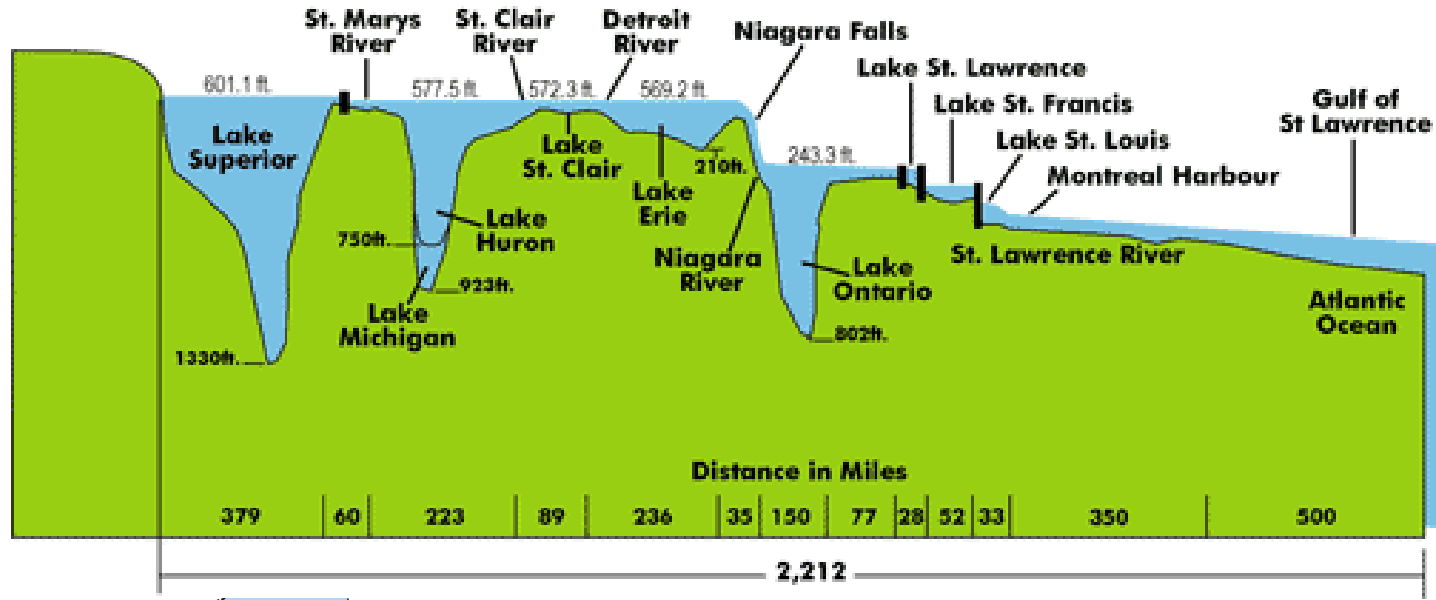 St. Marys
River
St. Clair
River
Detroit
River
Niagara Falls
Lake St. Lawrence
Lake St. Francis
Lake St. Louis
Montreal Harbour
Gulf of
St Lawrence
601.1 ft.
577.5 ft.
572.3 ft.
569.2 ft.
243.3 ft.
Lake
Superior
Lake
St. Clair
210ft.
Lake
Erie
Lake
Huron
750ft.
923ft.
Lake
Michigan
1330ft.
Niagara
River
Lake
Ontario
802ft.
St. Lawrence River
Atlantic
Ocean
Distance in Miles
379 60 223 89 236 35 150 77 28 52 33 350 500
2,212